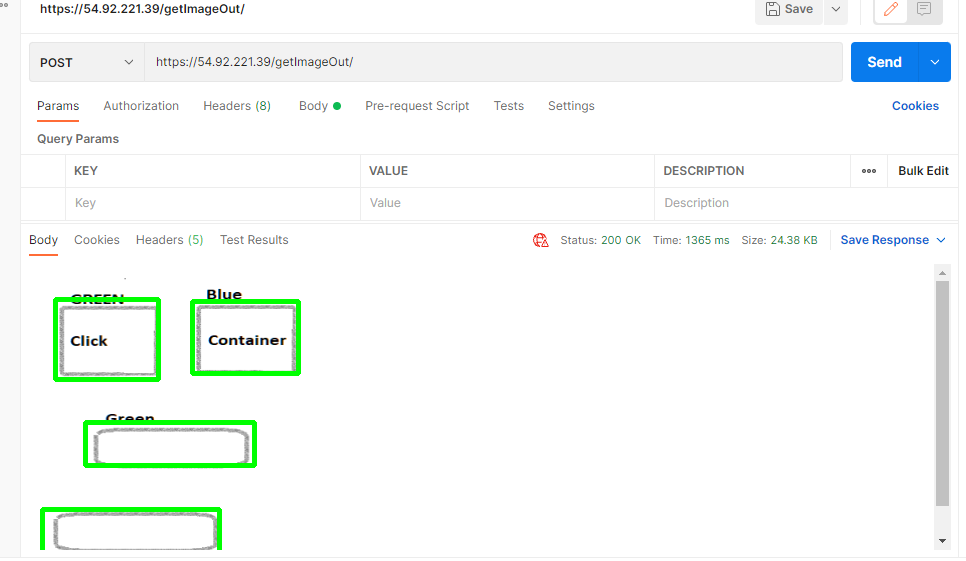 https://54.92.221.39/getImageOut/
Save
POST https://54.92.221.39/getImageOut/ Send
Params Authorization Headers (8) Body Pre-request Script Tests Settings Cookies
Query Params
KEY VALUE DESCRIPTION Bulk Edit
Key Value Description
Body Cookies Headers (5) Test Results Status: 200 OK Time: 1365 ms Size: 24.38 KB Save Response
GREEN Blue
Click Container
Green